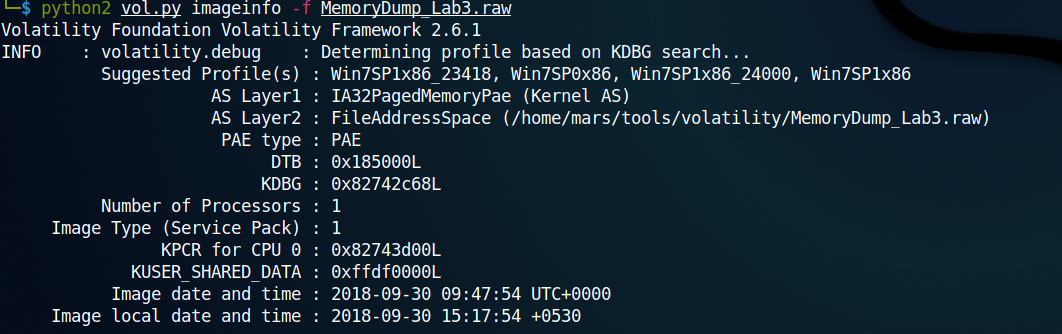 └─$ python2 vol.py imageinfo -f MemoryDump_Lab3.raw
Volatility Foundation Volatility Framework 2.6.1
INFO    : volatility.debug    : Determining profile based on KDBG search...
          Suggested Profile(s) : Win7SP1x86_23418, Win7SP0x86, Win7SP1x86_24000, Win7SP1x86
                     AS Layer1 : IA32PagedMemoryPae (Kernel AS)
                     AS Layer2 : FileAddressSpace (/home/mars/tools/volatility/MemoryDump_Lab3.raw)
                      PAE type : PAE
                           DTB : 0x185000L
                          KDBG : 0x82742c68L
          Number of Processors : 1
     Image Type (Service Pack) : 1
                KPCR for CPU 0 : 0x82743d00L
             KUSER_SHARED_DATA : 0xffdf0000L
           Image date and time : 2018-09-30 09:47:54 UTC+0000
     Image local date and time : 2018-09-30 15:17:54 +0530